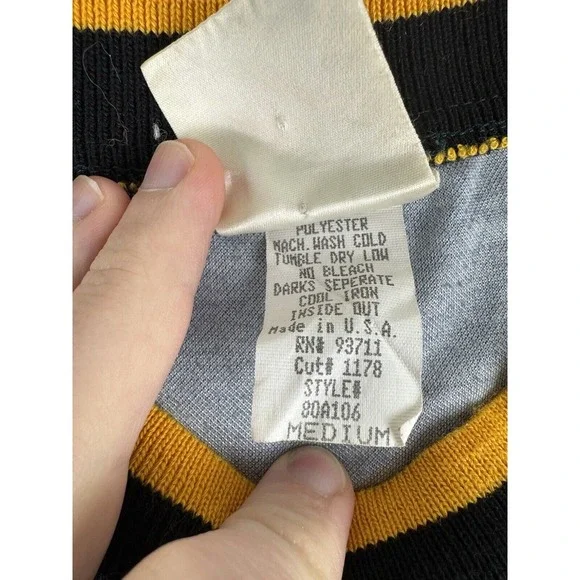 POLYESTER
MACH. WASH COLD
TUMBLE DRY LOW
NO BLEACH
DARKS SEPERATE
COOL IRON
INSIDE OUT
Made in U.S.A.
RN# 93711
Cut# 1178
STYLE#
80A106
MEDIUM